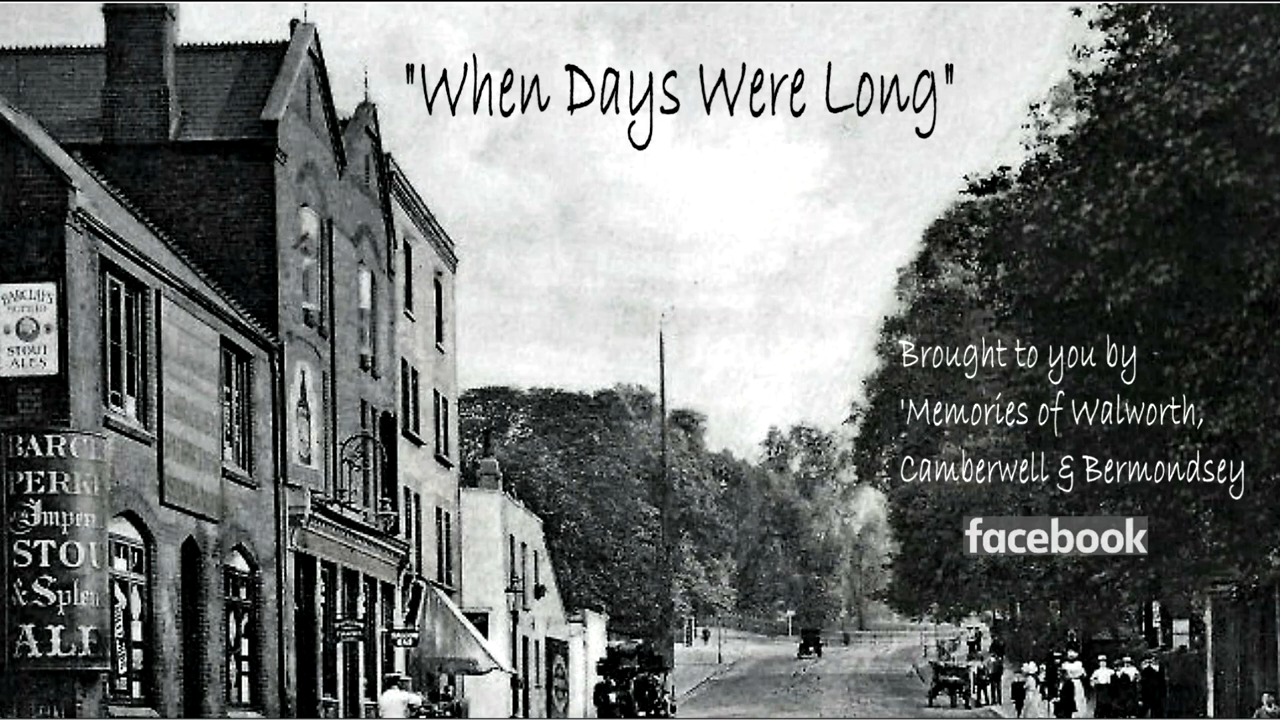 "When Days Were Long"
BARCLAY'S
STOUT
ALES
Brought to you by
'Memories of Walworth,
Camberwell & Bermondsey
facebook
BARC
PERK
Imper
STOU
& Splen
ALE